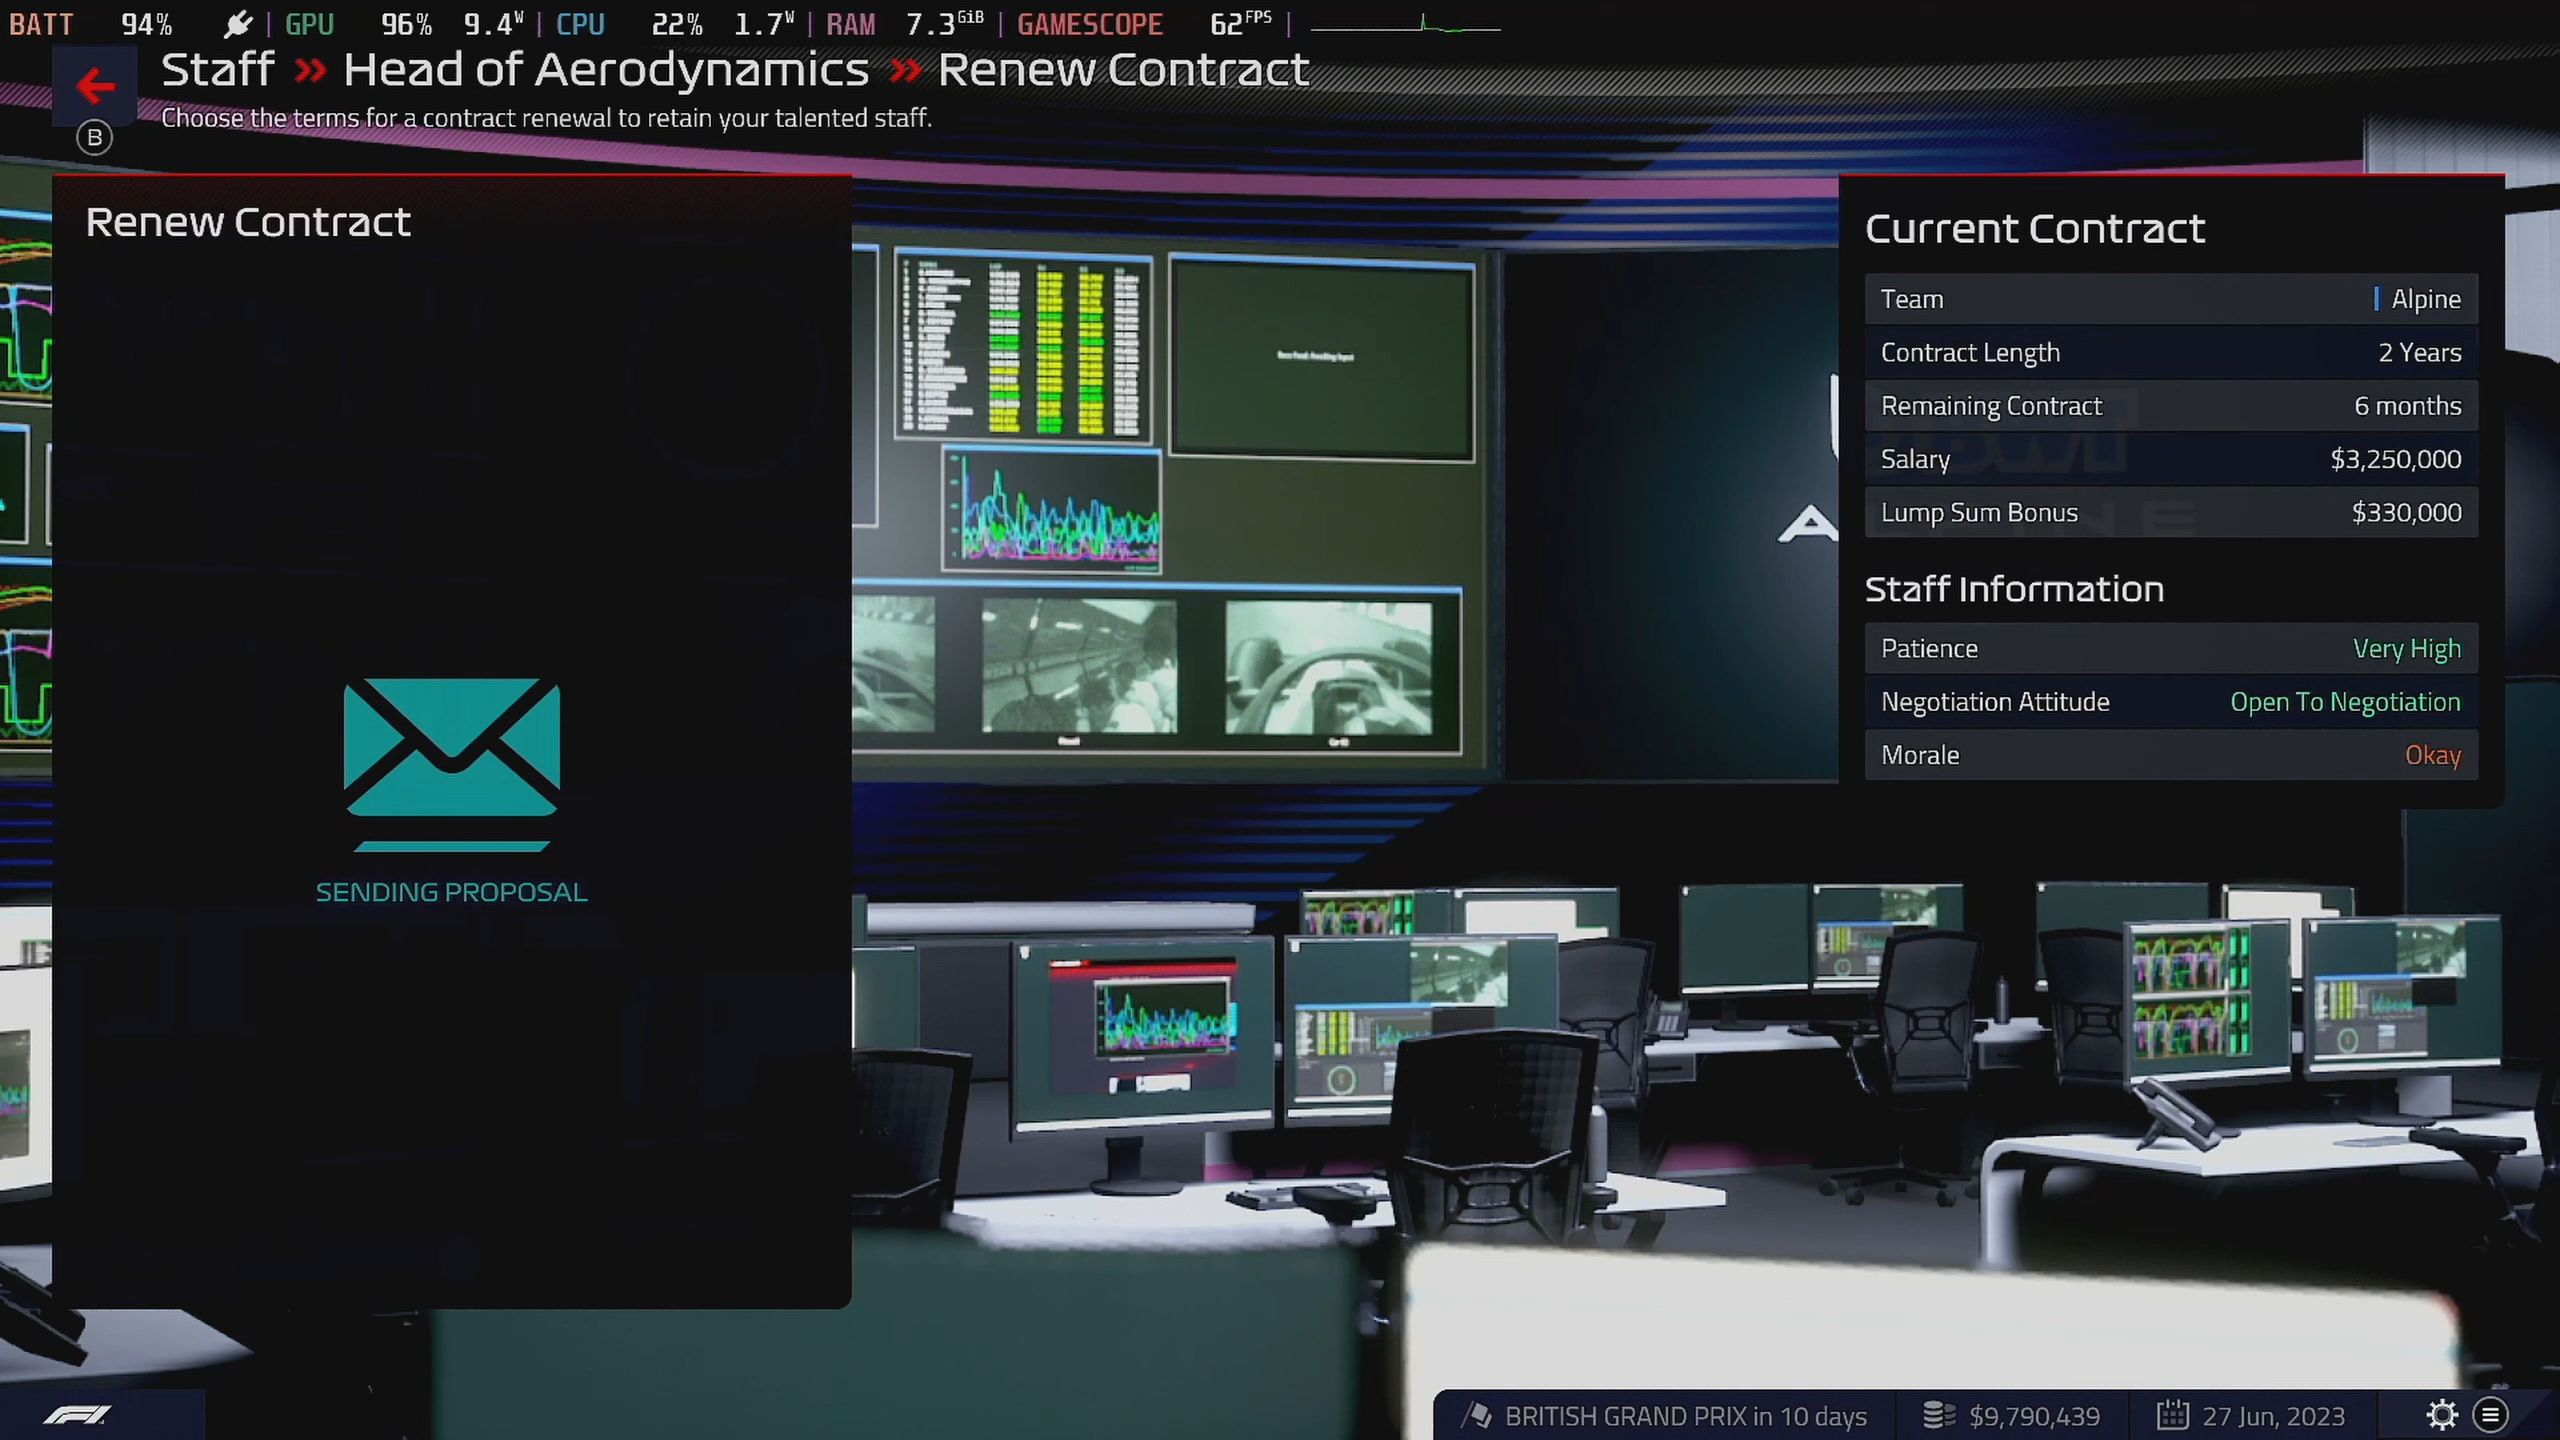 BATT 94% GPU 96% 9.4W CPU 22% 1.7W RAM 7.3GiB GAMESCOPE 62FPS
Staff » Head of Aerodynamics » Renew Contract
Choose the terms for a contract renewal to retain your talented staff.
B
Renew Contract
SENDING PROPOSAL
Current Contract
Team Alpine
Contract Length 2 Years
Remaining Contract 6 months
Salary $3,250,000
Lump Sum Bonus $330,000
Staff Information
Patience Very High
Negotiation Attitude Open To Negotiation
Morale Okay
BRITISH GRAND PRIX in 10 days $9,790,439 27 Jun, 2023